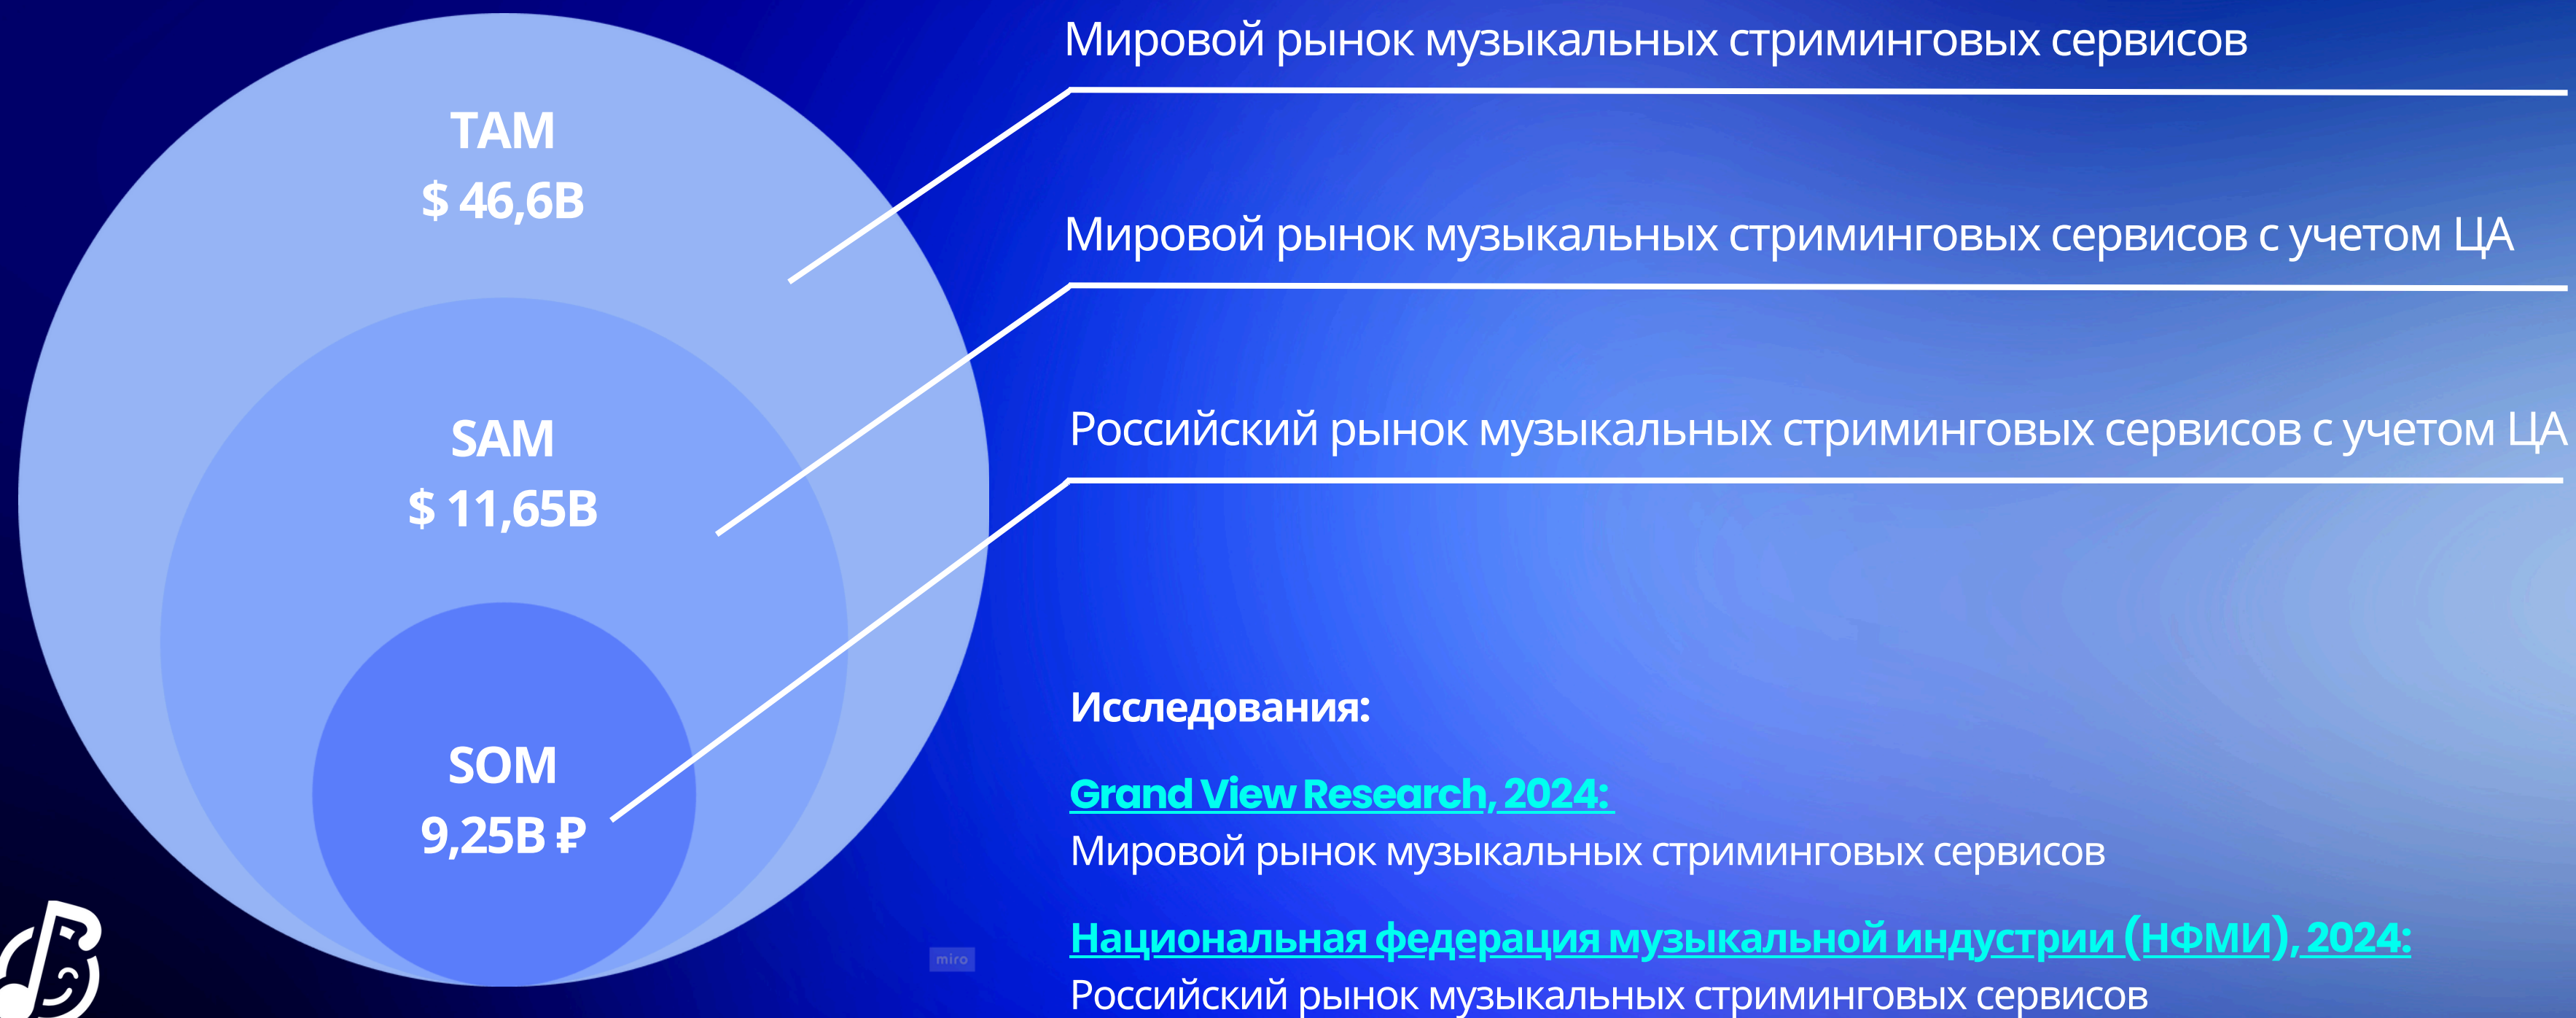 TAM
$ 46,6B
SAM
$ 11,65B
SOM
9,25B ₽
Мировой рынок музыкальных стриминговых сервисов
Мировой рынок музыкальных стриминговых сервисов с учетом ЦА
Российский рынок музыкальных стриминговых сервисов с учетом ЦА
Исследования:
Grand View Research, 2024:
Мировой рынок музыкальных стриминговых сервисов
Национальная федерация музыкальной индустрии (НФМИ), 2024:
Российский рынок музыкальных стриминговых сервисов
miro